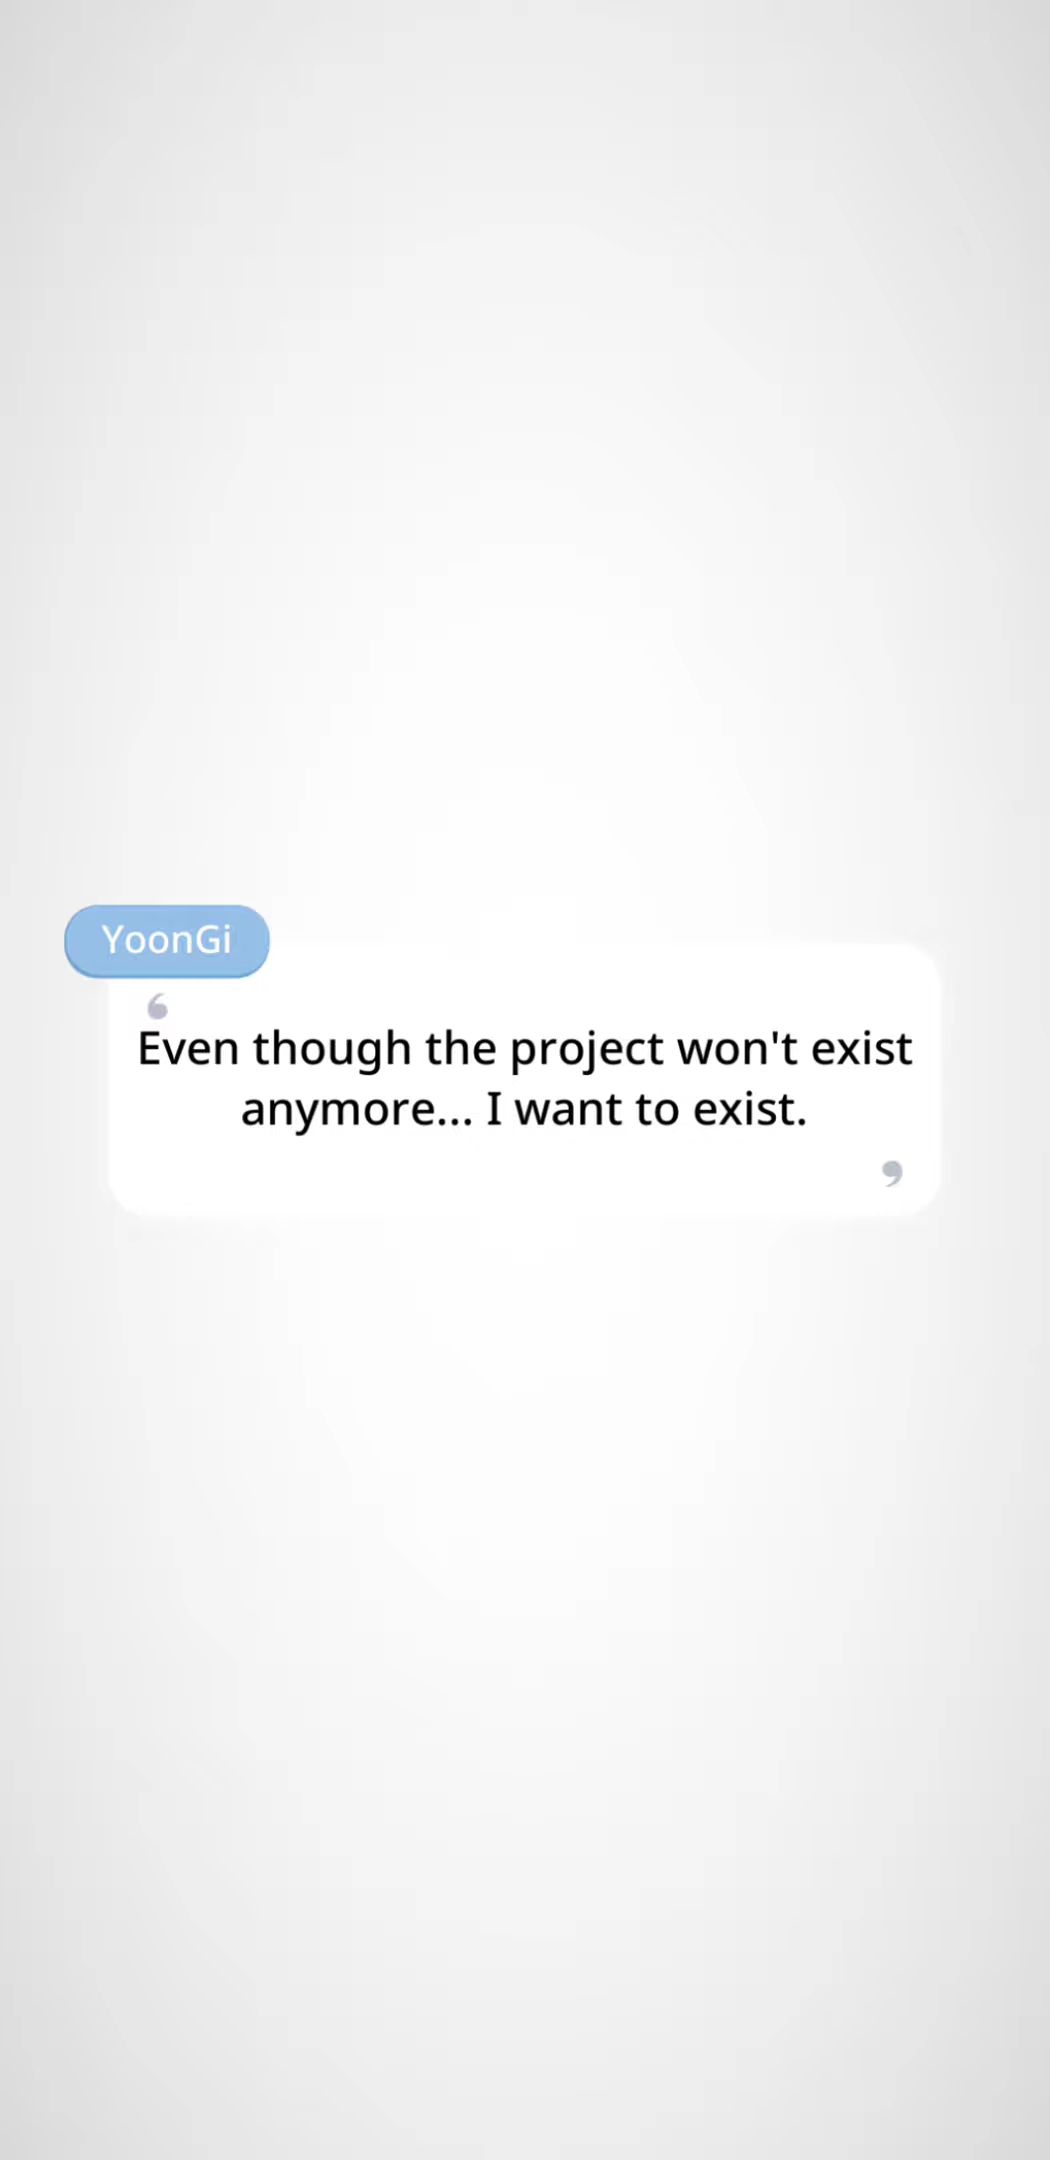 YoonGi
‘
Even though the project won't exist
anymore... I want to exist.
’